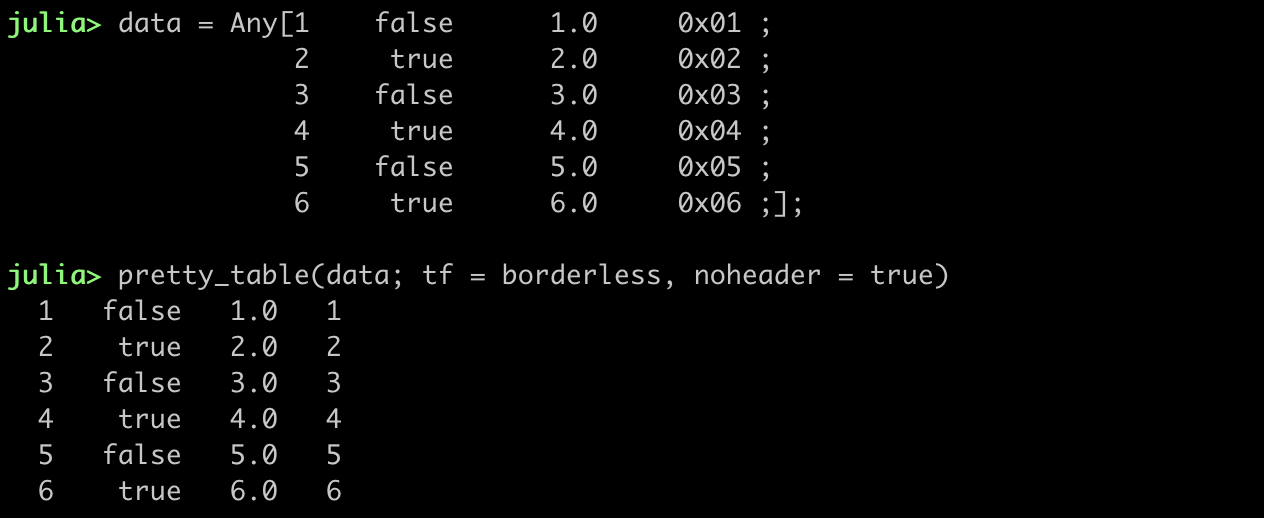 julia> data = Any[1    false      1.0     0x01 ;
                  2     true      2.0     0x02 ;
                  3    false      3.0     0x03 ;
                  4     true      4.0     0x04 ;
                  5    false      5.0     0x05 ;
                  6     true      6.0     0x06 ;];
julia> pretty_table(data; tf = borderless, noheader = true)
  1   false   1.0   1
  2    true   2.0   2
  3   false   3.0   3
  4    true   4.0   4
  5   false   5.0   5
  6    true   6.0   6